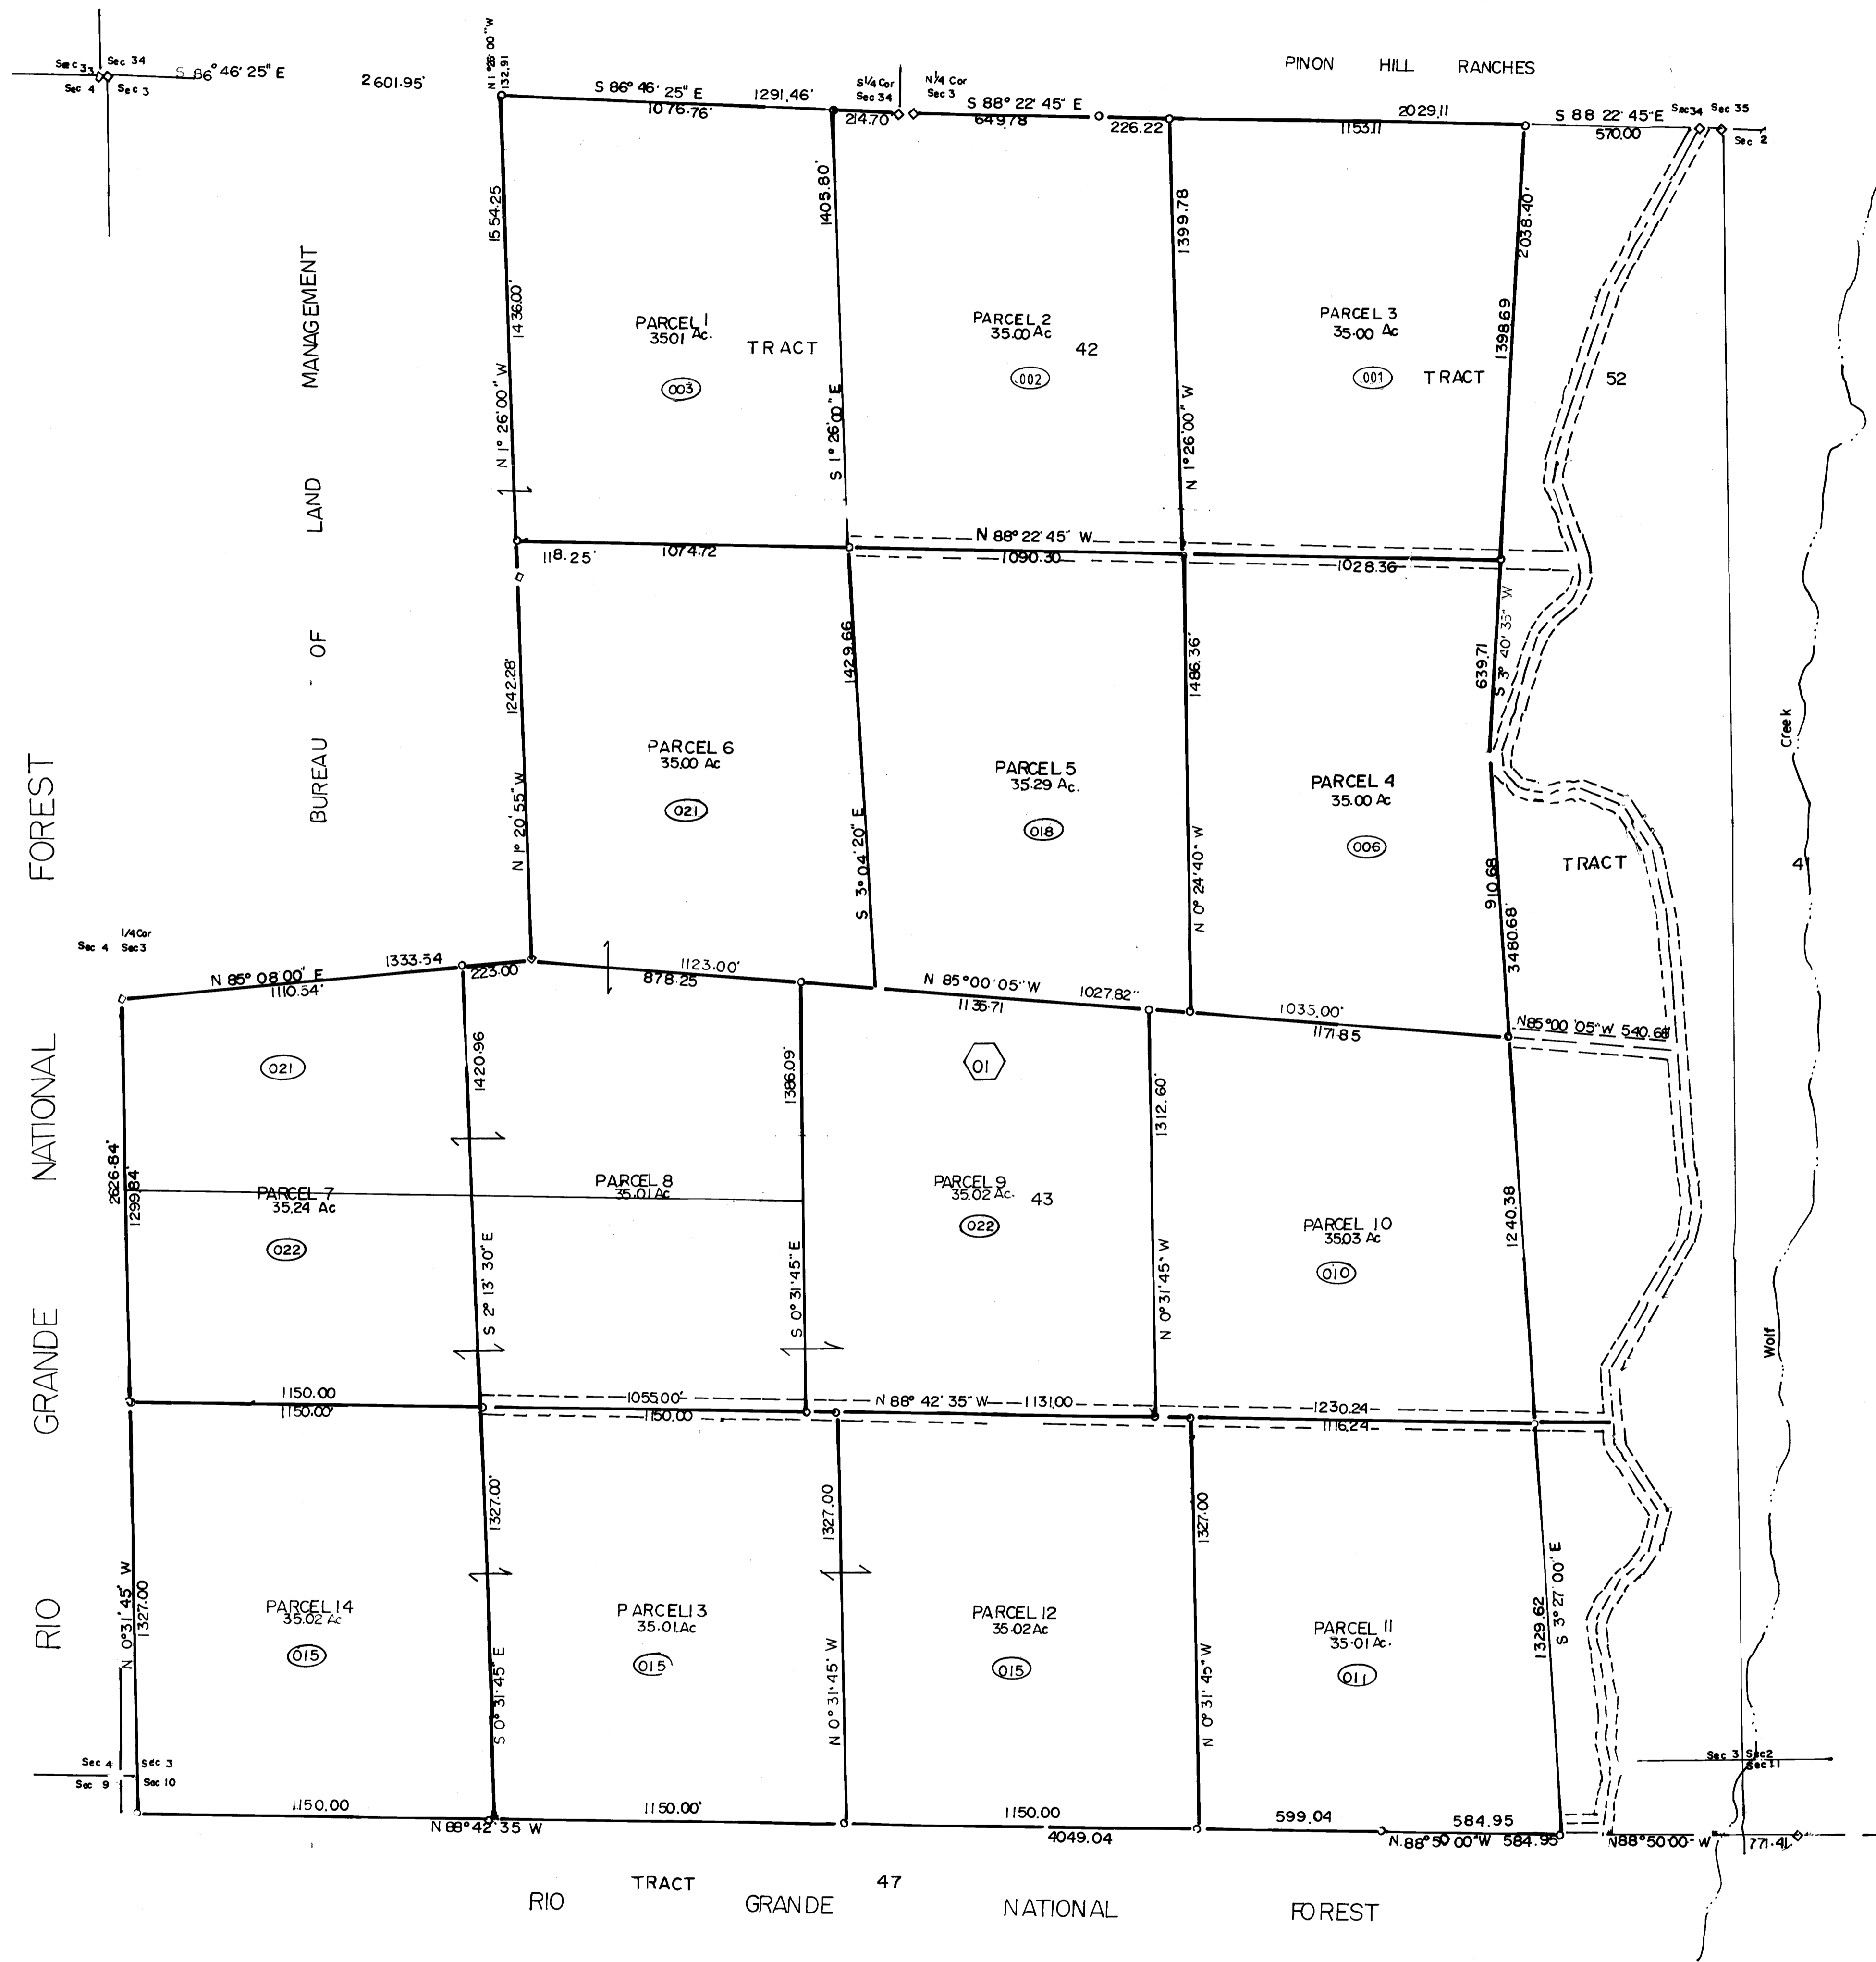 PINON HILL RANCHES
Sec 33 Sec 34
Sec 4 Sec 3
S 86° 46' 25" E 2601.95'
N 1° 26' 00" W
132.91
S 86° 46' 25" E 1291.46'
1076.76'
214.70'
S 1/4 Cor
Sec 34
N 1/4 Cor
Sec 3
S 88° 22' 45" E
649.78
226.22
2029.11
1153.11
S 88 22' 45" E
570.00
Sec 34 Sec 35
Sec 2
1554.25
1436.00'
N 1° 26' 00" W
1405.80'
S 1° 26' 00" E
1399.78
N 1° 26' 00" W
2038.40'
1398.69
BUREAU - OF LAND MANAGEMENT
PARCEL 1
35.01 Ac.
003
TRACT 42
PARCEL 2
35.00 Ac
.002
PARCEL 3
35.00 Ac
.001
TRACT 52
118.25'
1074.72
N 88° 22' 45" W
1090.30
1028.36
1242.28'
N 1° 20' 55" W
1429.66
S 3° 04' 20" E
1486.36'
N 0° 24' 40" W
639.71
S 3° 40' 35" W
910.68
3480.68'
PARCEL 6
35.00 Ac
021
PARCEL 5
35.29 Ac.
018
PARCEL 4
35.00 Ac
006
TRACT 41
Wolf Creek
RIO GRANDE NATIONAL FOREST
1/4 Cor
Sec 4 Sec 3
N 85° 08' 00" E
1110.54'
1333.54
223.00
1123.00'
878.25
N 85° 00' 05" W
1135.71
1027.82"
1035.00'
1171.85
N 85° 00' 05" W 540.68
2626.84'
1299.84'
1420.96
S 2° 13' 30" E
1386.09'
S 0° 31' 45" E
1312.60'
N 0° 31' 45" W
1240.38
021
01
PARCEL 7
35.24 Ac
022
PARCEL 8
35.01 Ac
PARCEL 9
35.02 Ac. 43
022
PARCEL 10
35.03 Ac
010
1150.00
1150.00'
1055.00'
1150.00
N 88° 42' 35" W 1131.00
1230.24
1116.24
N 0° 31' 45" W
1327.00
1327.00'
S 0° 31' 45" E
1327.00
N 0° 31' 45' W
1327.00
N 0° 31' 45" W
1329.62
S 3° 27' 00" E
PARCEL 14
35.02 Ac
015
PARCEL 13
35.01 Ac
015
PARCEL 12
35.02 Ac
015
PARCEL 11
35.01 Ac.
011
Sec 4 Sec 3
Sec 9 Sec 10
Sec 3 Sec 2
Sec 11
1150.00
1150.00'
1150.00
599.04
584.95
N 88° 42' 35 W
4049.04
N. 88° 50' 00" W 584.95
N 88° 50' 00" W
771.41
TRACT 47
RIO GRANDE NATIONAL FOREST